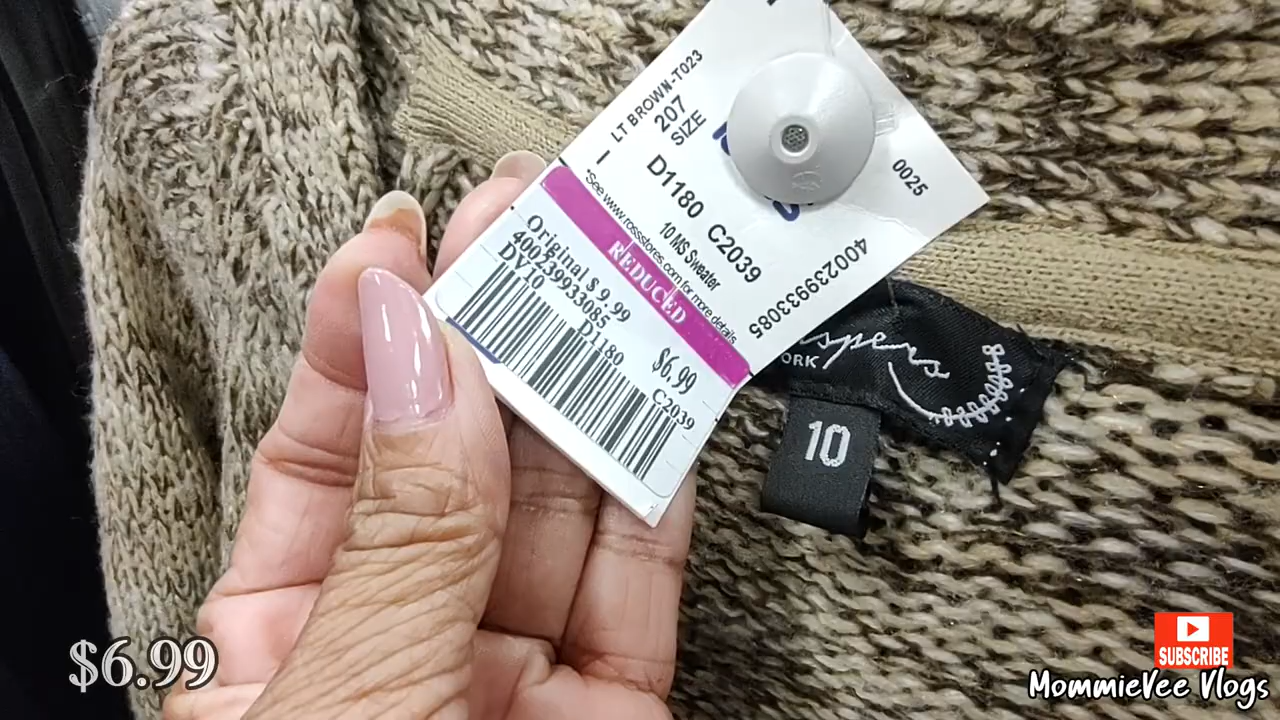 LT BROWN-T023
207
SIZE
D1180 C2039
10 MS Sweater
*See www.rossstores.com for more details
0025
400239933085
REDUCED
Original $9.99
400239933085
DV10 D1180 C2039
$6.99
ORK
10
$6.99
SUBSCRIBE
MommieVee Vlogs